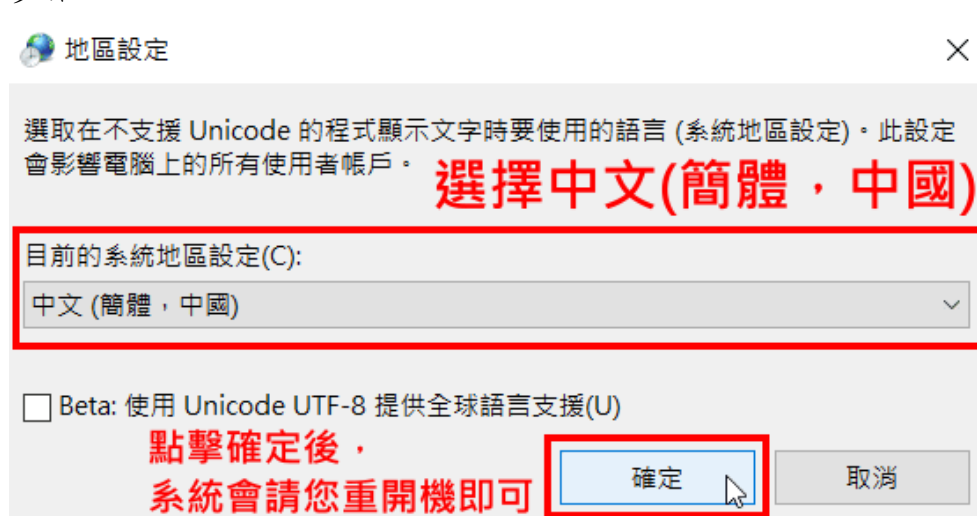 地區設定
選取在不支援 Unicode 的程式顯示文字時要使用的語言 (系統地區設定)。此設定
會影響電腦上的所有使用者帳戶。
選擇中文(簡體，中國)
目前的系統地區設定(C):
中文 (簡體，中國)
Beta: 使用 Unicode UTF-8 提供全球語言支援(U)
點擊確定後，
系統會請您重開機即可
確定
取消